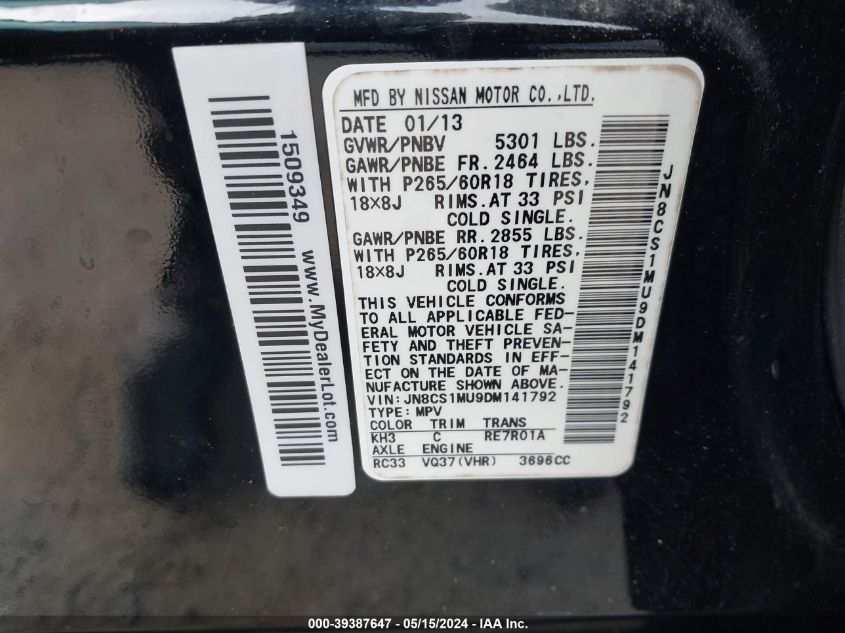 1509349 www.MyDealerLot.com
MFD BY NISSAN MOTOR CO.,LTD.
DATE 01/13
GVWR/PNBV 5301 LBS.
GAWR/PNBE FR. 2464 LBS.
WITH P265/60R18 TIRES,
18X8J RIMS.AT 33 PSI
COLD SINGLE.
GAWR/PNBE RR. 2855 LBS.
WITH P265/60R18 TIRES,
18X8J RIMS.AT 33 PSI
COLD SINGLE.
THIS VEHICLE CONFORMS
TO ALL APPLICABLE FED-
ERAL MOTOR VEHICLE SA-
FETY AND THEFT PREVEN-
TION STANDARDS IN EFF-
ECT ON THE DATE OF MA-
NUFACTURE SHOWN ABOVE.
VIN: JN8CS1MU9DM141792
TYPE: MPV
COLOR TRIM TRANS
KH3 C RE7R01A
AXLE ENGINE
RC33 VQ37(VHR) 3696CC
JN8CS1MU9DM141792
000-39387647 - 05/15/2024 - IAA Inc.